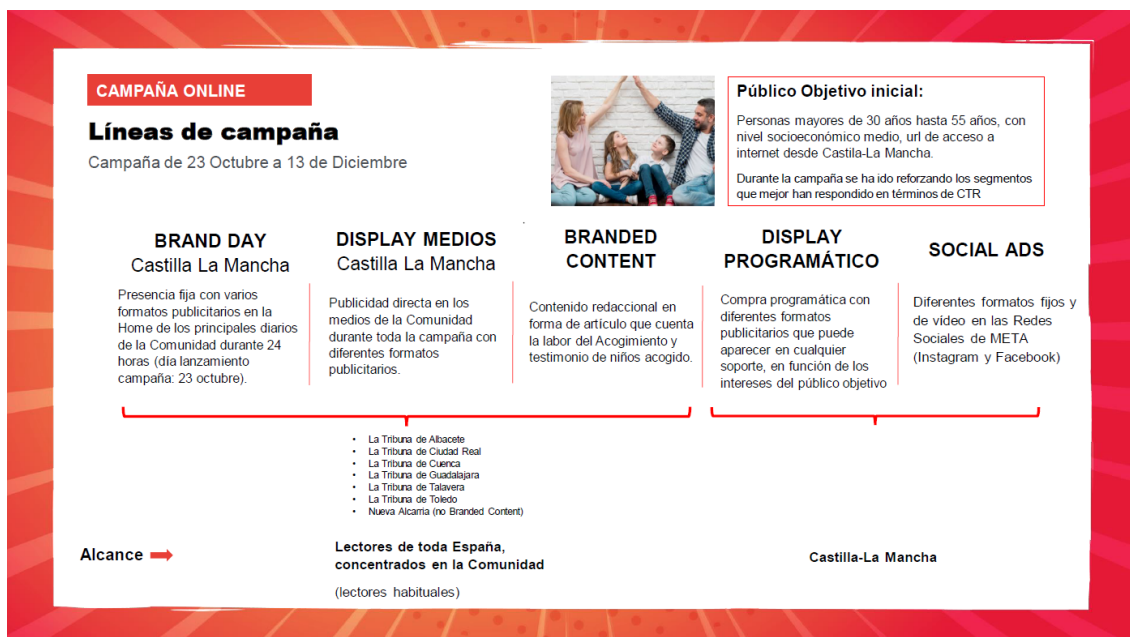 CAMPAÑA ONLINE
Líneas de campaña
Campaña de 23 Octubre a 13 de Diciembre
Público Objetivo inicial:
Personas mayores de 30 años hasta 55 años, con
nivel socioeconómico medio, url de acceso a
internet desde Castila-La Mancha.
Durante la campaña se ha ido reforzando los segmentos
que mejor han respondido en términos de CTR
BRAND DAY
Castilla La Mancha
Presencia fija con varios
formatos publicitarios en la
Home de los principales diarios
de la Comunidad durante 24
horas (día lanzamiento
campaña: 23 octubre).
DISPLAY MEDIOS
Castilla La Mancha
Publicidad directa en los
medios de la Comunidad
durante toda la campaña con
diferentes formatos
publicitarios.
BRANDED
CONTENT
Contenido redaccional en
forma de artículo que cuenta
la labor del Acogimiento y
testimonio de niños acogido.
DISPLAY
PROGRAMÁTICO
Compra programática con
diferentes formatos
publicitarios que puede
aparecer en cualquier
soporte, en función de los
intereses del público objetivo
SOCIAL ADS
Diferentes formatos fijos y
de vídeo en las Redes
Sociales de META
(Instagram y Facebook)
• La Tribuna de Albacete
• La Tribuna de Ciudad Real
• La Tribuna de Cuenca
• La Tribuna de Guadalajara
• La Tribuna de Talavera
• La Tribuna de Toledo
• Nueva Alcarria (no Branded Content)
Alcance
Lectores de toda España,
concentrados en la Comunidad
(lectores habituales)
Castilla-La Mancha